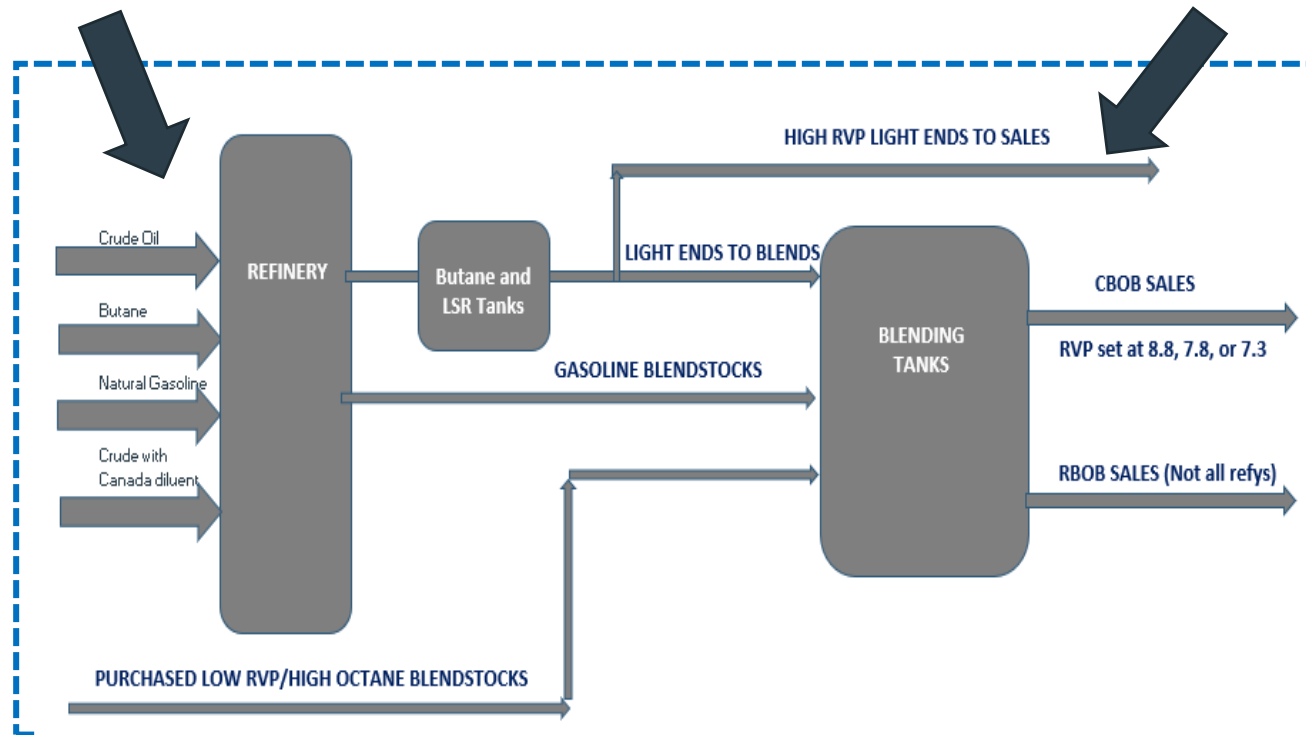 HIGH RVP LIGHT ENDS TO SALES
Crude Oil
REFINERY
Butane and
LSR Tanks
LIGHT ENDS TO BLENDS
CBOB SALES
Butane
BLENDING
TANKS
RVP set at 8.8, 7.8, or 7.3
Natural Gasoline
GASOLINE BLENDSTOCKS
Crude with
Canada diluent
RBOB SALES (Not all refys)
PURCHASED LOW RVP/HIGH OCTANE BLENDSTOCKS